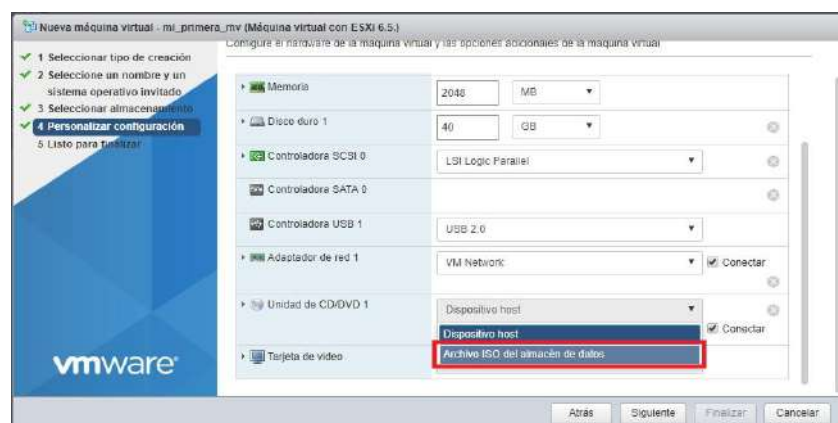 Nueva máquina virtual - mi_primera_mv (Máquina virtual con ESXi 6.5.)
Configure el hardware de la máquina virtual y las opciones adicionales de la máquina virtual
1 Seleccionar tipo de creación
2 Seleccione un nombre y un
sistema operativo invitado
3 Seleccionar almacenamiento
4 Personalizar configuración
5 Listo para finalizar
Memoria 2048 MB
Disco duro 1 40 GB
Controladora SCSI 0 LSI Logic Parallel
Controladora SATA 0
Controladora USB 1 USB 2.0
Adaptador de red 1 VM Network Conectar
Unidad de CD/DVD 1 Dispositivo host
Dispositivo host Conectar
Tarjeta de vídeo Archivo ISO del almacén de datos
vmware
Atrás Siguiente Finalizar Cancelar